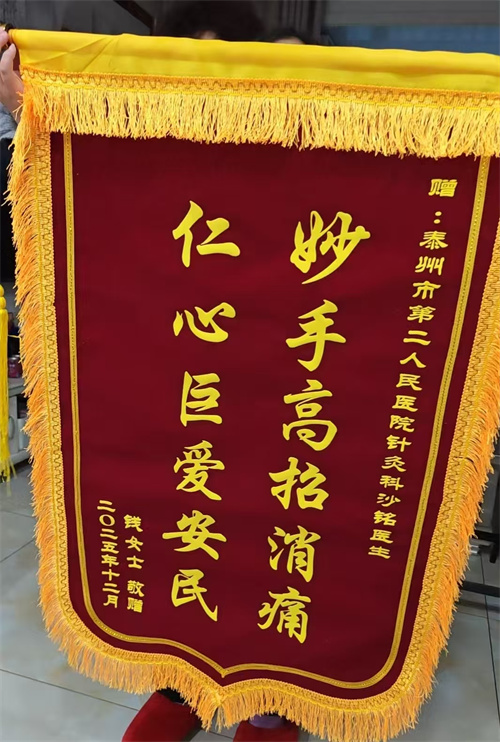 赠:泰州市第二人民医院针灸科沙铭医生
妙手高招消痛
仁心巨爱安民
钱女士 敬赠
二〇二五年十二月